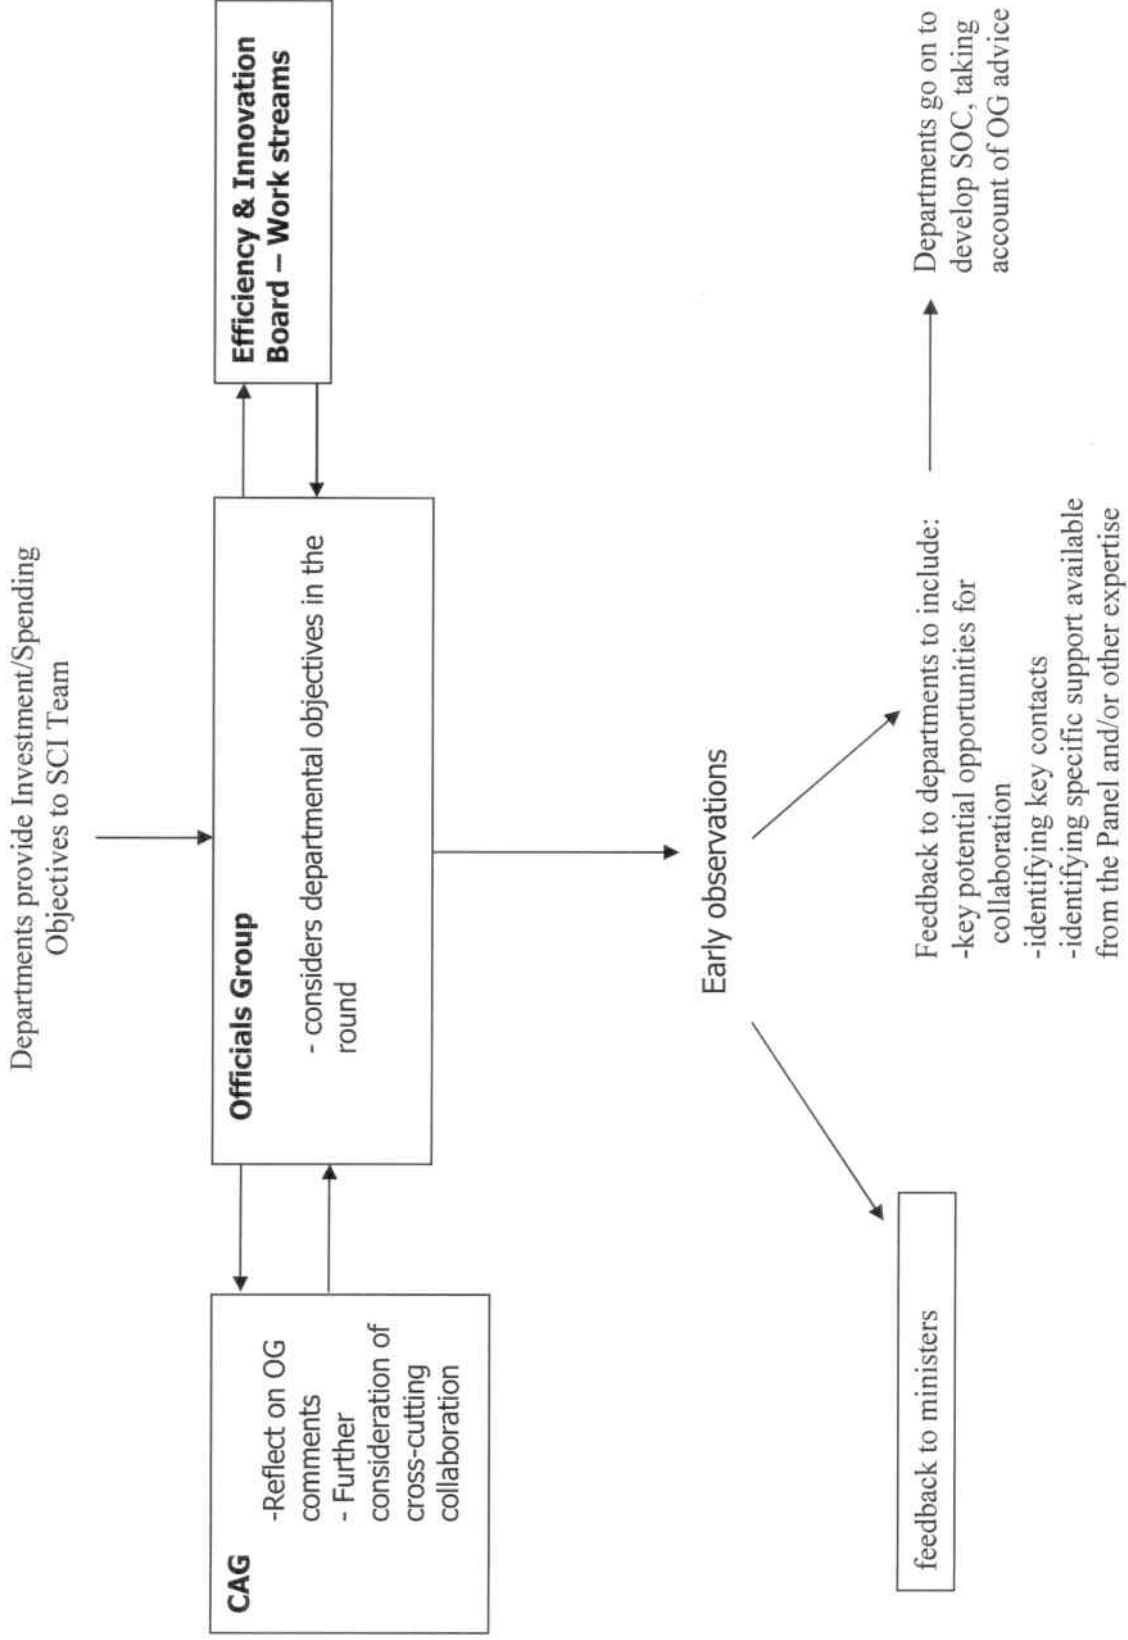 Departments provide Investment/Spending
Objectives to SCI Team
CAG
-Reflect on OG
comments
- Further
consideration of
cross-cutting
collaboration
Officials Group
- considers departmental objectives in the
round
Efficiency & Innovation
Board – Work streams
Early observations
feedback to ministers
Feedback to departments to include:
-key potential opportunities for
collaboration
-identifying key contacts
-identifying specific support available
from the Panel and/or other expertise
Departments go on to
develop SOC, taking
account of OG advice